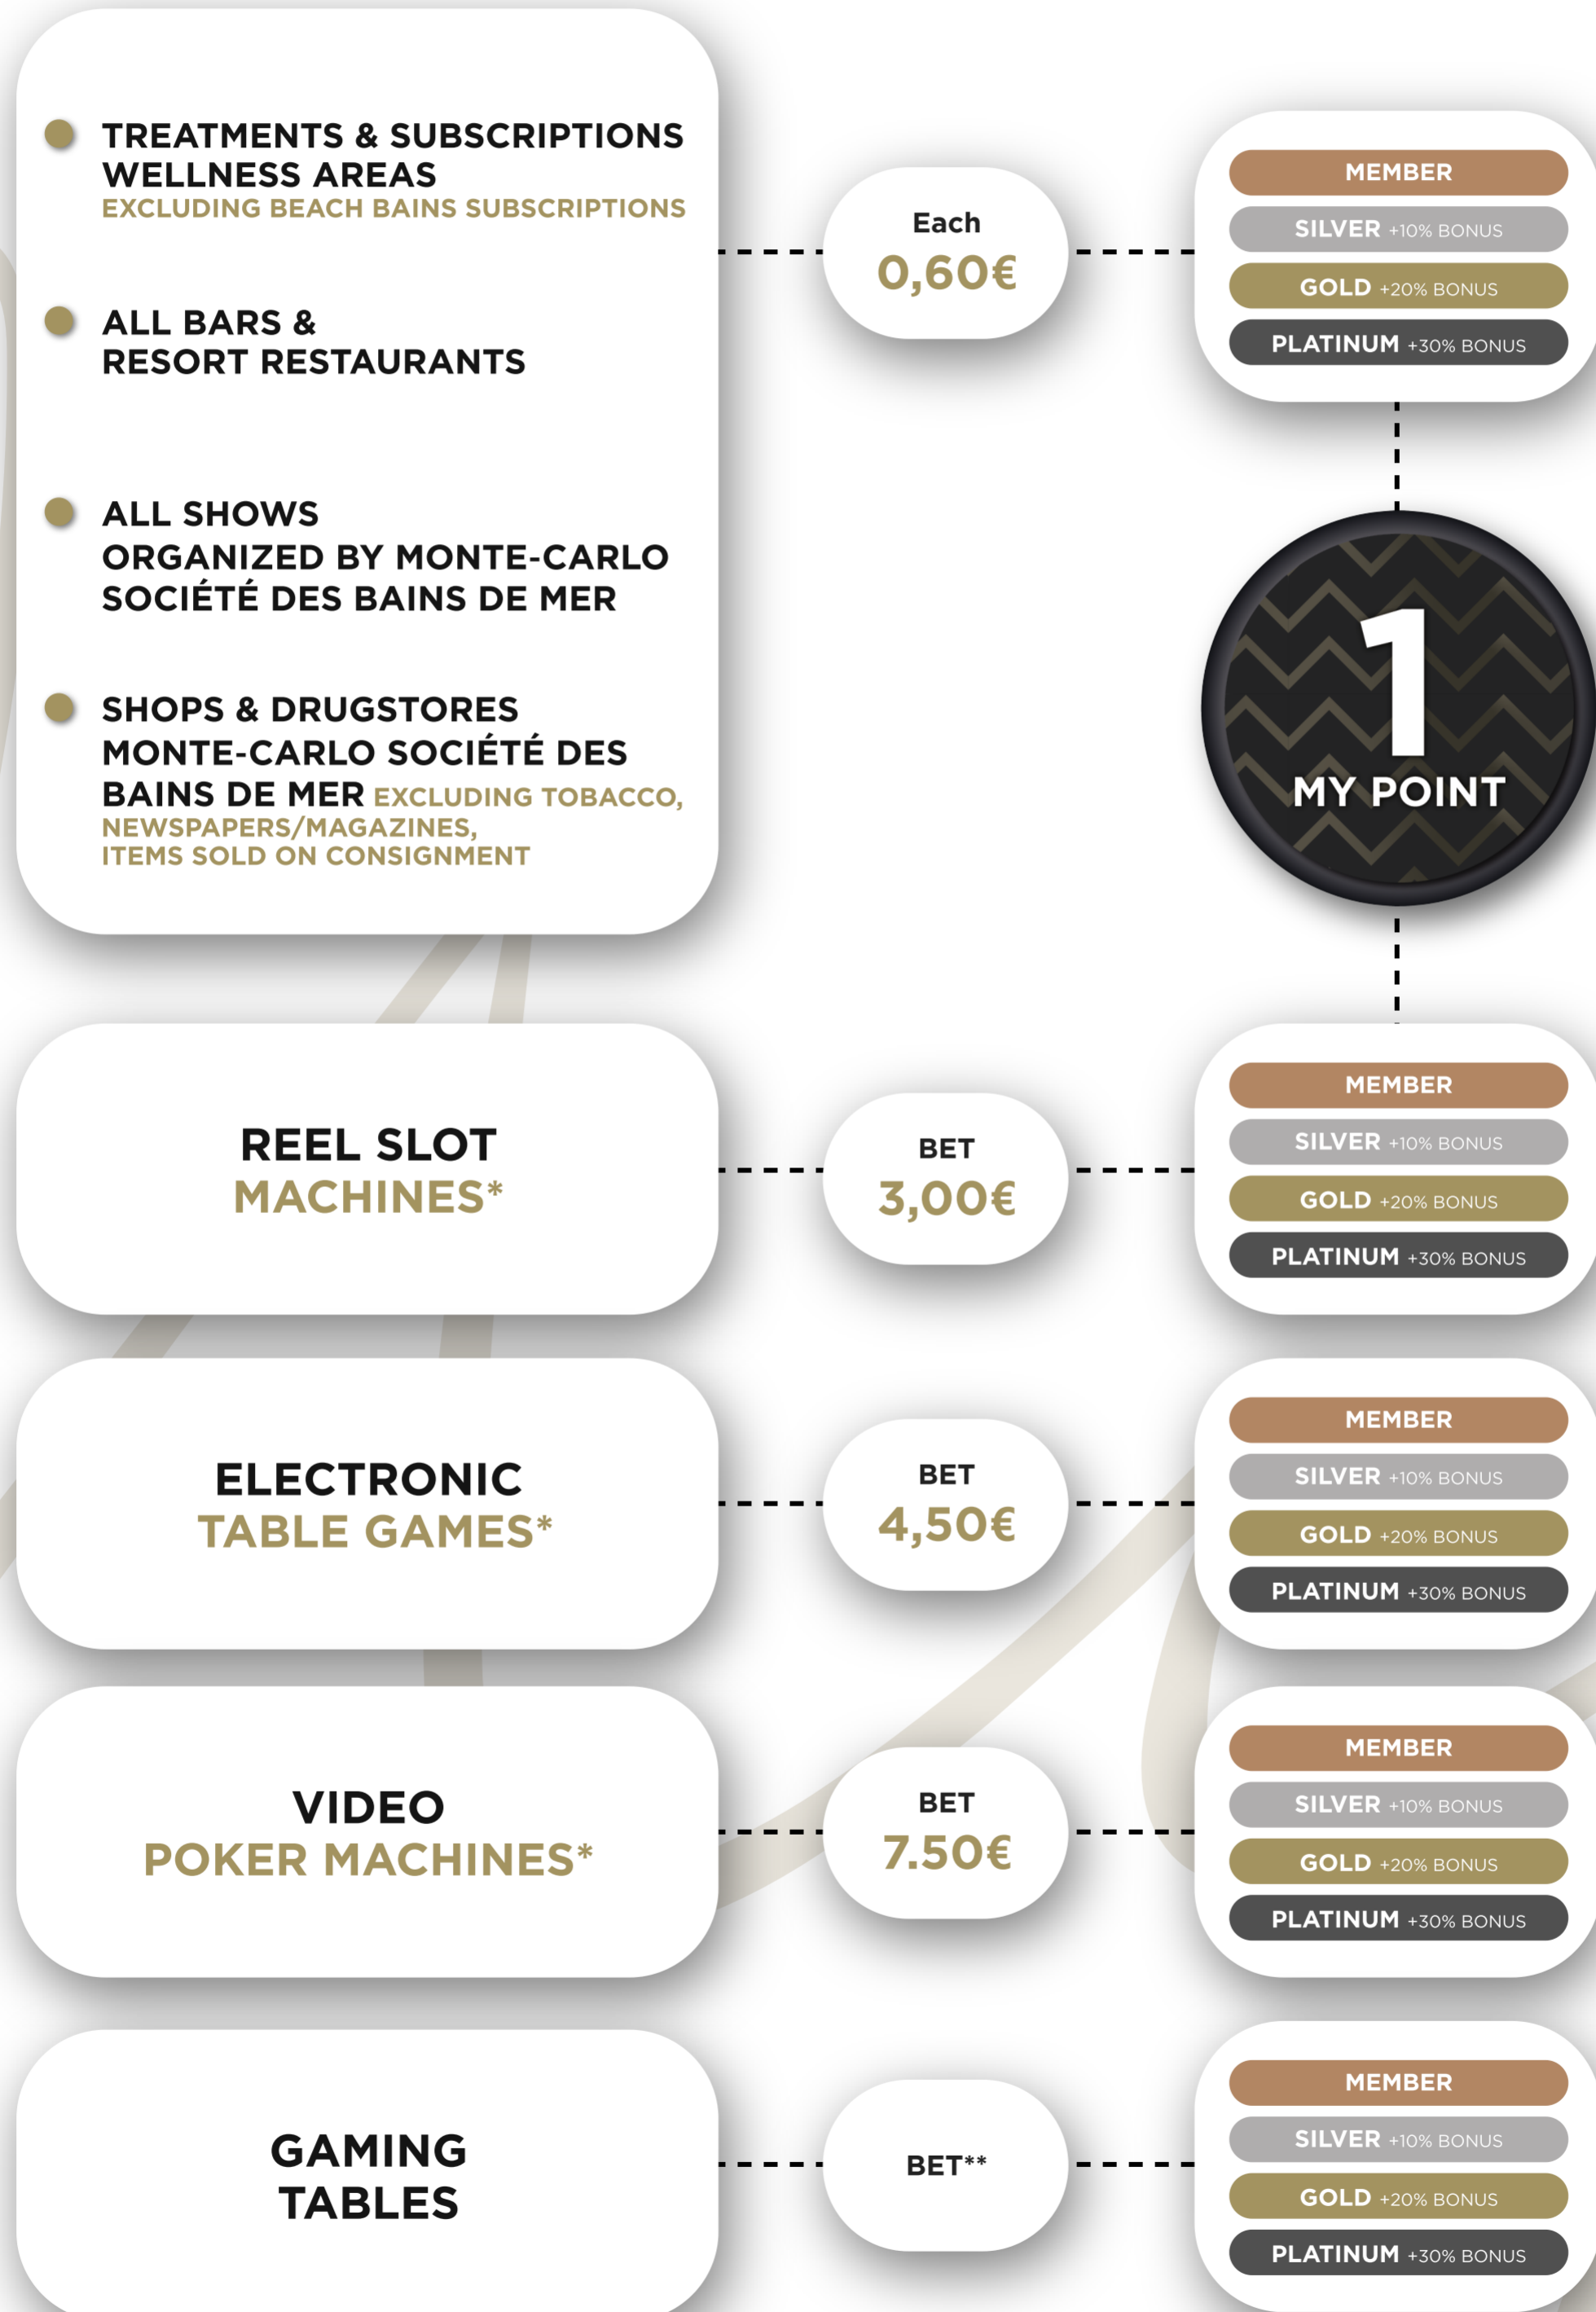 TREATMENTS & SUBSCRIPTIONS
WELLNESS AREAS
EXCLUDING BEACH BAINS SUBSCRIPTIONS
ALL BARS &
RESORT RESTAURANTS
ALL SHOWS
ORGANIZED BY MONTE-CARLO
SOCIÉTÉ DES BAINS DE MER
SHOPS & DRUGSTORES
MONTE-CARLO SOCIÉTÉ DES
BAINS DE MER EXCLUDING TOBACCO,
NEWSPAPERS/MAGAZINES,
ITEMS SOLD ON CONSIGNMENT
Each
0,60€
MEMBER
SILVER +10% BONUS
GOLD +20% BONUS
PLATINUM +30% BONUS
1
MY POINT
REEL SLOT
MACHINES*
BET
3,00€
MEMBER
SILVER +10% BONUS
GOLD +20% BONUS
PLATINUM +30% BONUS
ELECTRONIC
TABLE GAMES*
BET
4,50€
MEMBER
SILVER +10% BONUS
GOLD +20% BONUS
PLATINUM +30% BONUS
VIDEO
POKER MACHINES*
BET
7.50€
MEMBER
SILVER +10% BONUS
GOLD +20% BONUS
PLATINUM +30% BONUS
GAMING
TABLES
BET**
MEMBER
SILVER +10% BONUS
GOLD +20% BONUS
PLATINUM +30% BONUS